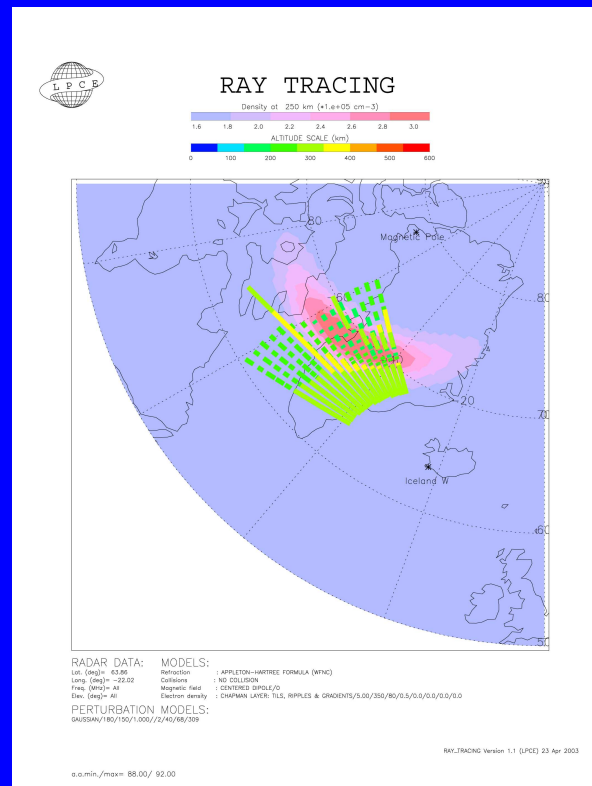 L P C E
RAY TRACING
Density at 250 km (*1.e+05 cm-3)
1.6 1.8 2.0 2.2 2.4 2.6 2.8 3.0
ALTITUDE SCALE (km)
0 100 200 300 400 500 600
80
Magnetic Pole
60
80
40
20
70
Iceland W
60
50
RADAR DATA:
Lat. (deg)= 63.86
Long. (deg)= -22.02
Freq. (MHz)= All
Elev. (deg)= All
MODELS:
Refraction : APPLETON-HARTREE FORMULA (WFNC)
Collisions : NO COLLISION
Magnetic field : CENTERED DIPOLE/0
Electron density : CHAPMAN LAYER: TILS, RIPPLES & GRADIENTS/5.00/350/80/0.5/0.0/0.0/0.0/0.0
PERTURBATION MODELS:
GAUSSIAN/180/150/1.000//2/40/68/309
RAY_TRACING Version 1.1 (LPCE) 23 Apr 2003
a.a.min./max= 88.00/ 92.00